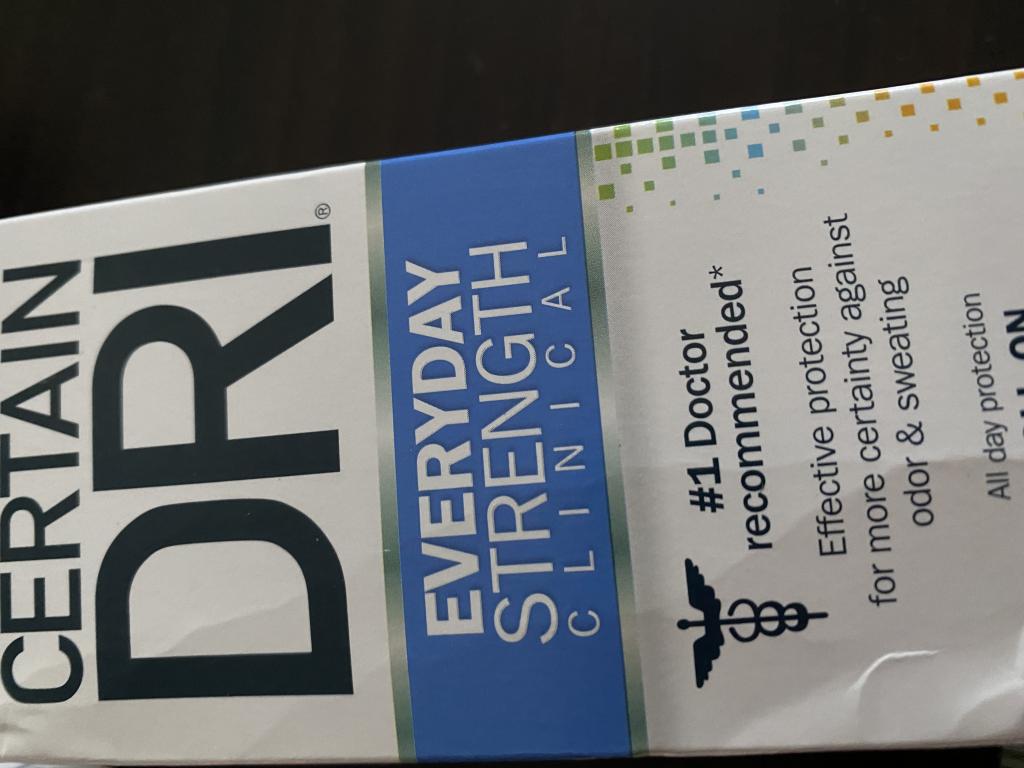 CERTAIN
DRI®
EVERYDAY
STRENGTH
CLINICAL
#1 Doctor
recommended*
Effective protection
for more certainty against
odor & sweating
All day protection